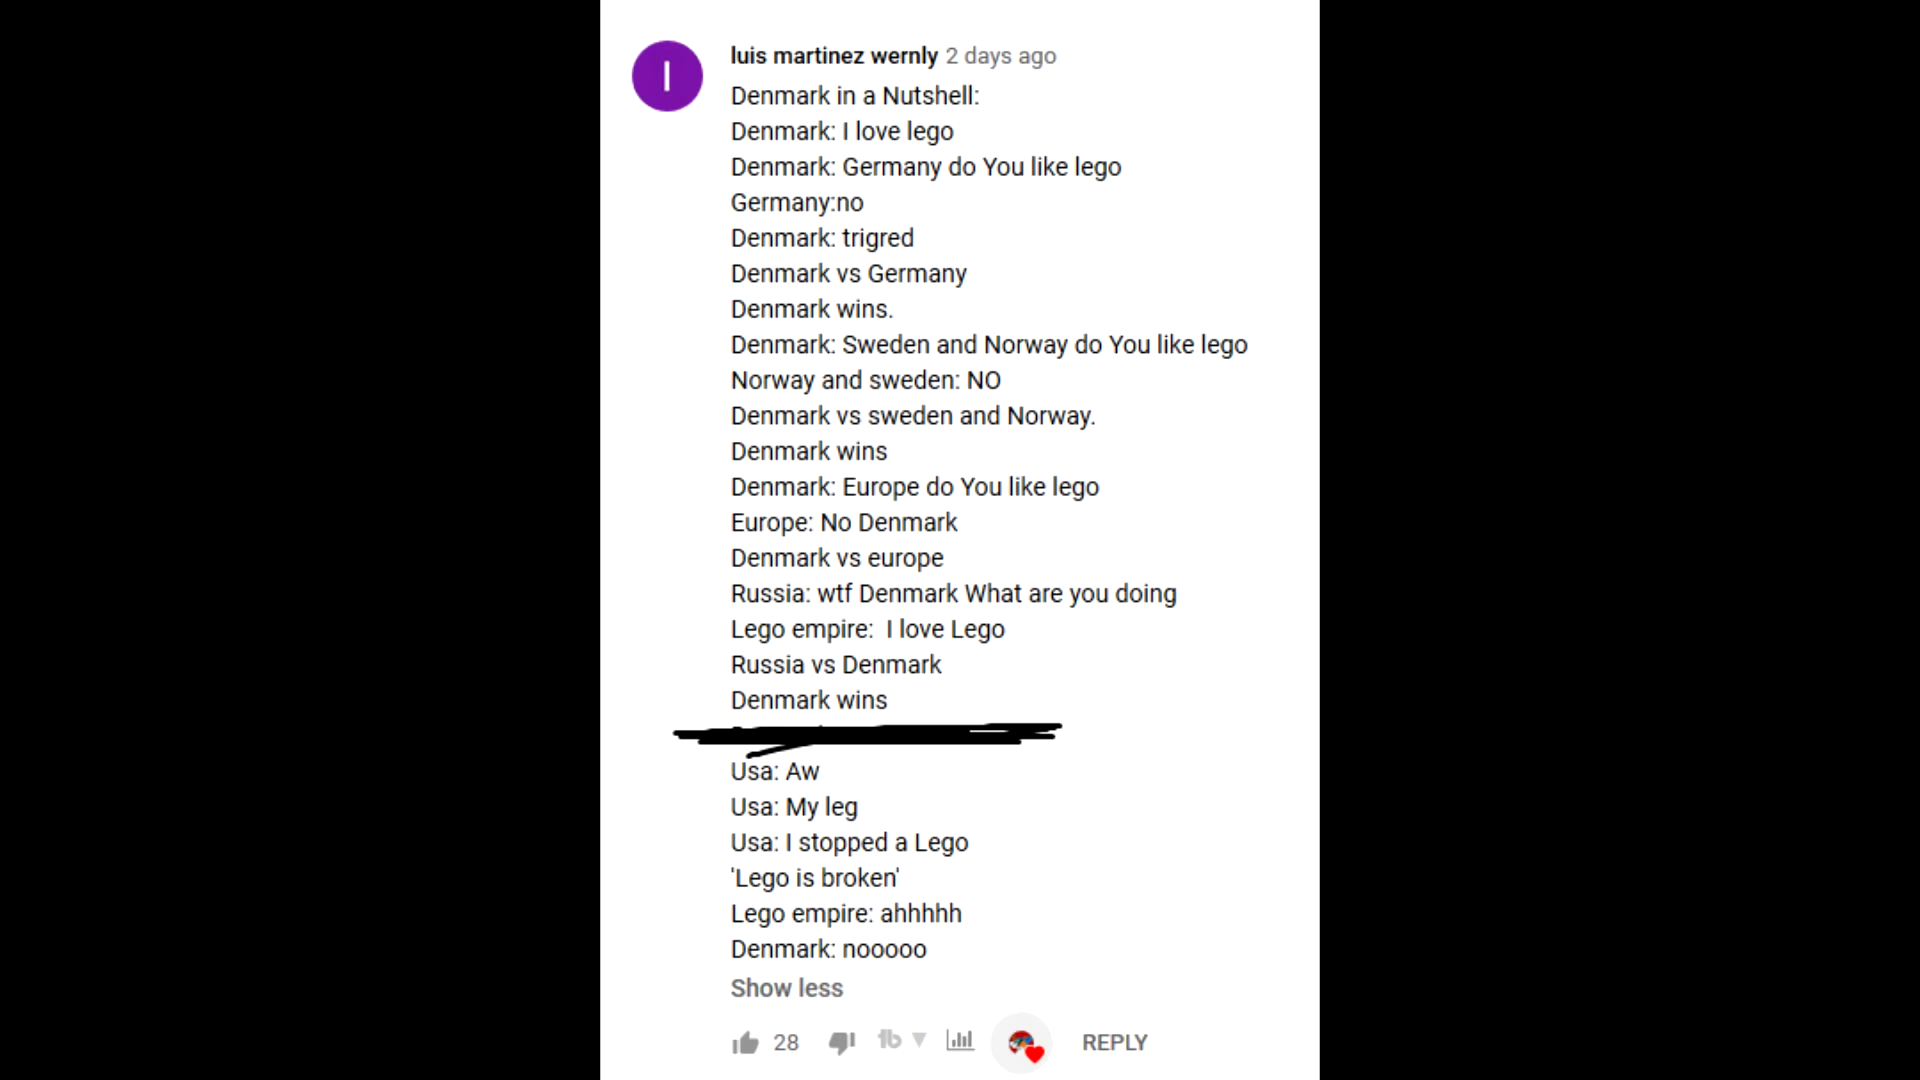 l
luis martinez wernly 2 days ago
Denmark in a Nutshell:
Denmark: I love lego
Denmark: Germany do You like lego
Germany:no
Denmark: trigred
Denmark vs Germany
Denmark wins.
Denmark: Sweden and Norway do You like lego
Norway and sweden: NO
Denmark vs sweden and Norway.
Denmark wins
Denmark: Europe do You like lego
Europe: No Denmark
Denmark vs europe
Russia: wtf Denmark What are you doing
Lego empire:  I love Lego
Russia vs Denmark
Denmark wins
Usa: Aw
Usa: My leg
Usa: I stopped a Lego
'Lego is broken'
Lego empire: ahhhhh
Denmark: nooooo
Show less
28 tb REPLY